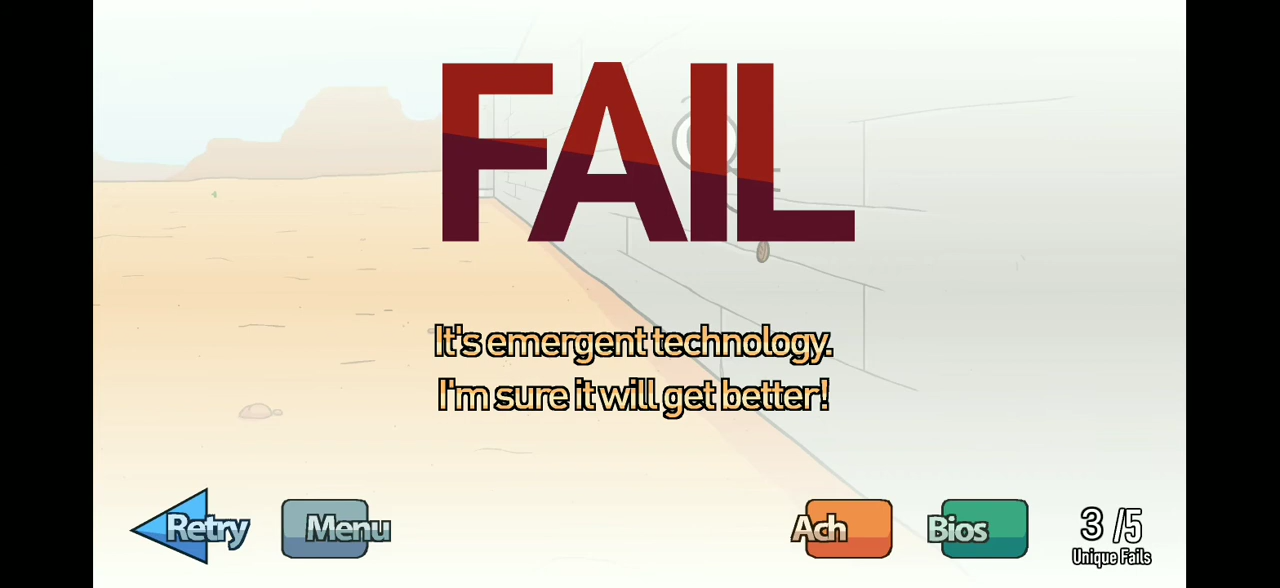 FAIL
It's emergent technology.
I'm sure it will get better!
Retry
Menu
Ach
Bios
3 /5
Unique Fails